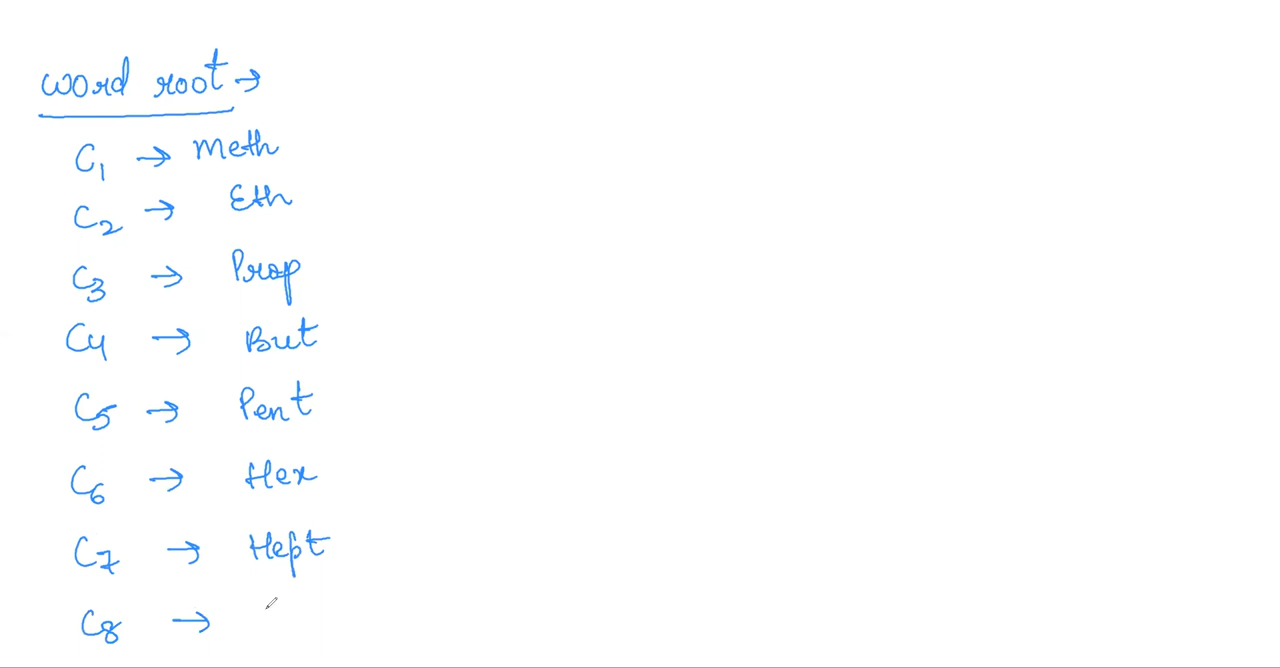 word root →
C1 → Meth
C2 → Eth
C3 → Prop
C4 → But
C5 → Pent
C6 → Hex
C7 → Hept
C8 →